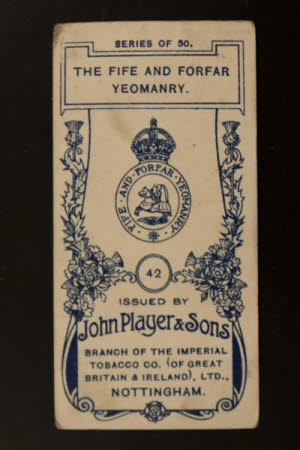 SERIES OF 50.
THE FIFE AND FORFAR
YEOMANRY.
FIFE · AND · FORFAR · YEOMANRY
42
ISSUED BY
John Player & Sons
BRANCH OF THE IMPERIAL
TOBACCO CO. (OF GREAT
BRITAIN & IRELAND), LTD.,
NOTTINGHAM.